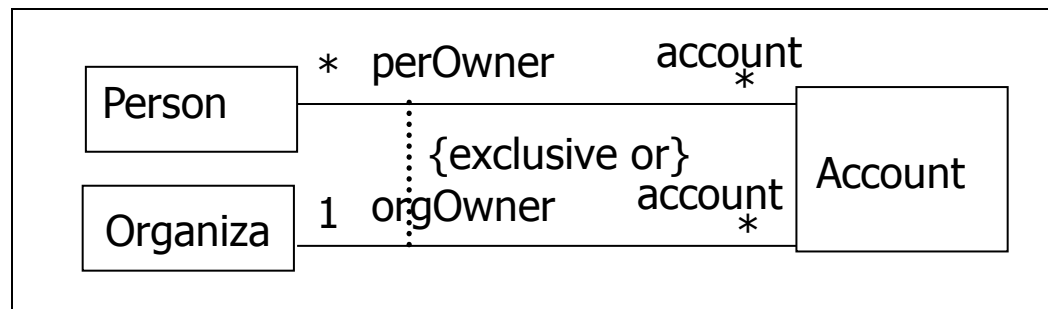 * perOwner account
*
Person
{exclusive or}
Account
1 orgOwner account
*
Organiza